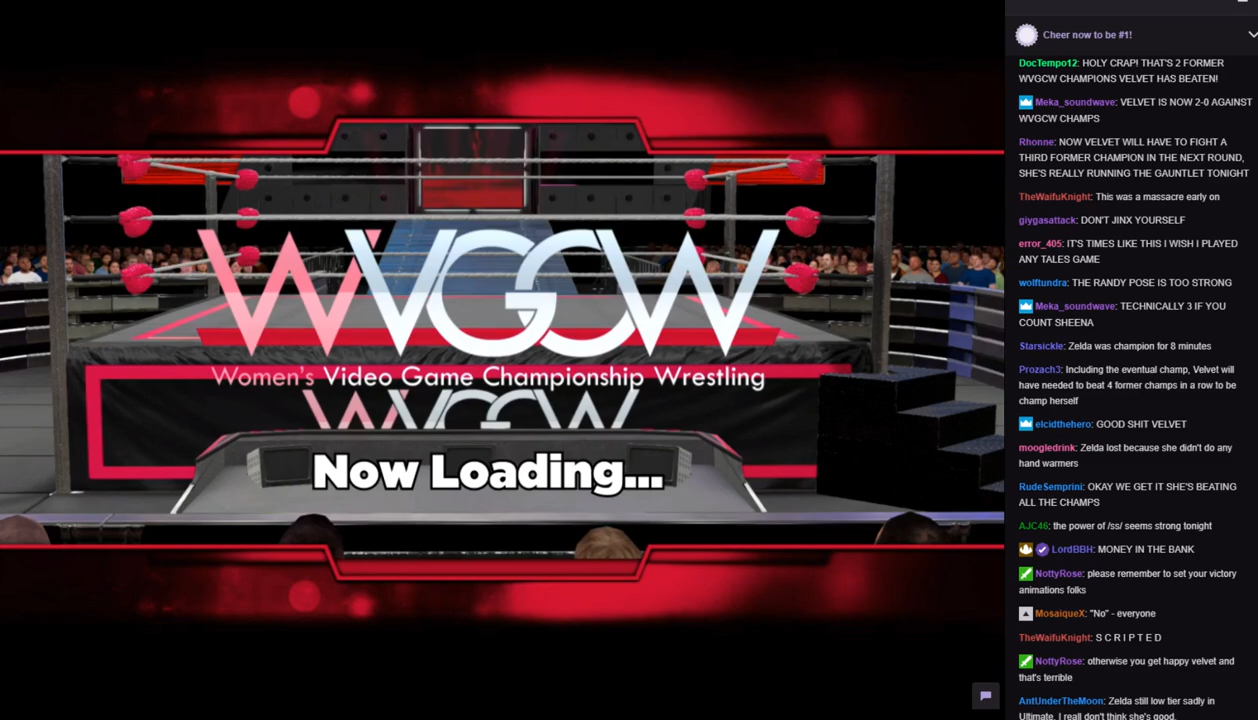 WVGCW
Women's Video Game Championship Wrestling
WVGCW
Now Loading...
Cheer now to be #1!
DocTempo12: HOLY CRAP! THAT'S 2 FORMER
WVGCW CHAMPIONS VELVET HAS BEATEN!
Meka_soundwave: VELVET IS NOW 2-0 AGAINST
WVGCW CHAMPS
Rhonne: NOW VELVET WILL HAVE TO FIGHT A
THIRD FORMER CHAMPION IN THE NEXT ROUND,
SHE'S REALLY RUNNING THE GAUNTLET TONIGHT
TheWaifuKnight: This was a massacre early on
giygasattack: DON'T JINX YOURSELF
error_405: IT'S TIMES LIKE THIS I WISH I PLAYED
ANY TALES GAME
wolftundra: THE RANDY POSE IS TOO STRONG
Meka_soundwave: TECHNICALLY 3 IF YOU
COUNT SHEENA
Starsickle: Zelda was champion for 8 minutes
Prozach3: Including the eventual champ, Velvet will
have needed to beat 4 former champs in a row to be
champ herself
elcidthehero: GOOD SHIT VELVET
moogledrink: Zelda lost because she didn't do any
hand warmers
RudeSemprini: OKAY WE GET IT SHE'S BEATING
ALL THE CHAMPS
AJC46: the power of /ss/ seems strong tonight
LordBBH: MONEY IN THE BANK
NottyRose: please remember to set your victory
animations folks
MosaiqueX: "No" - everyone
TheWaifuKnight: S C R I P T E D
NottyRose: otherwise you get happy velvet and
that's terrible
AntUnderTheMoon: Zelda still low tier sadly in
Ultimate. I reall don't think she's good.